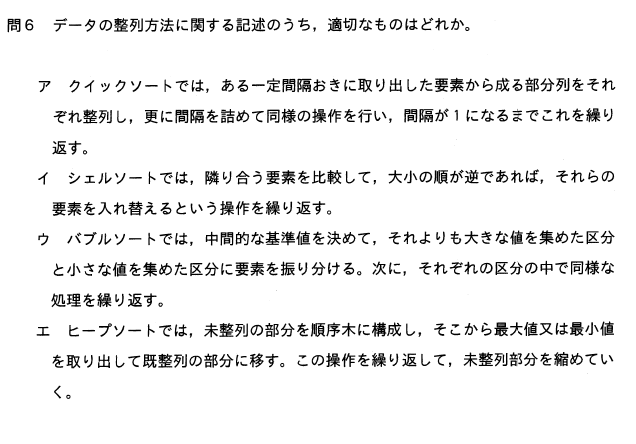 問6 データの整列方法に関する記述のうち,適切なものはどれか。
ア クイックソートでは,ある一定間隔おきに取り出した要素から成る部分列をそれ
ぞれ整列し,更に間隔を詰めて同様の操作を行い,間隔が1になるまでこれを繰り
返す。
イ シェルソートでは,隣り合う要素を比較して,大小の順が逆であれば,それらの
要素を入れ替えるという操作を繰り返す。
ウ バブルソートでは,中間的な基準値を決めて,それよりも大きな値を集めた区分
と小さな値を集めた区分に要素を振り分ける。次に,それぞれの区分の中で同様な
処理を繰り返す。
エ ヒープソートでは,未整列の部分を順序木に構成し,そこから最大値又は最小値
を取り出して既整列の部分に移す。この操作を繰り返して,未整列部分を縮めてい
く。